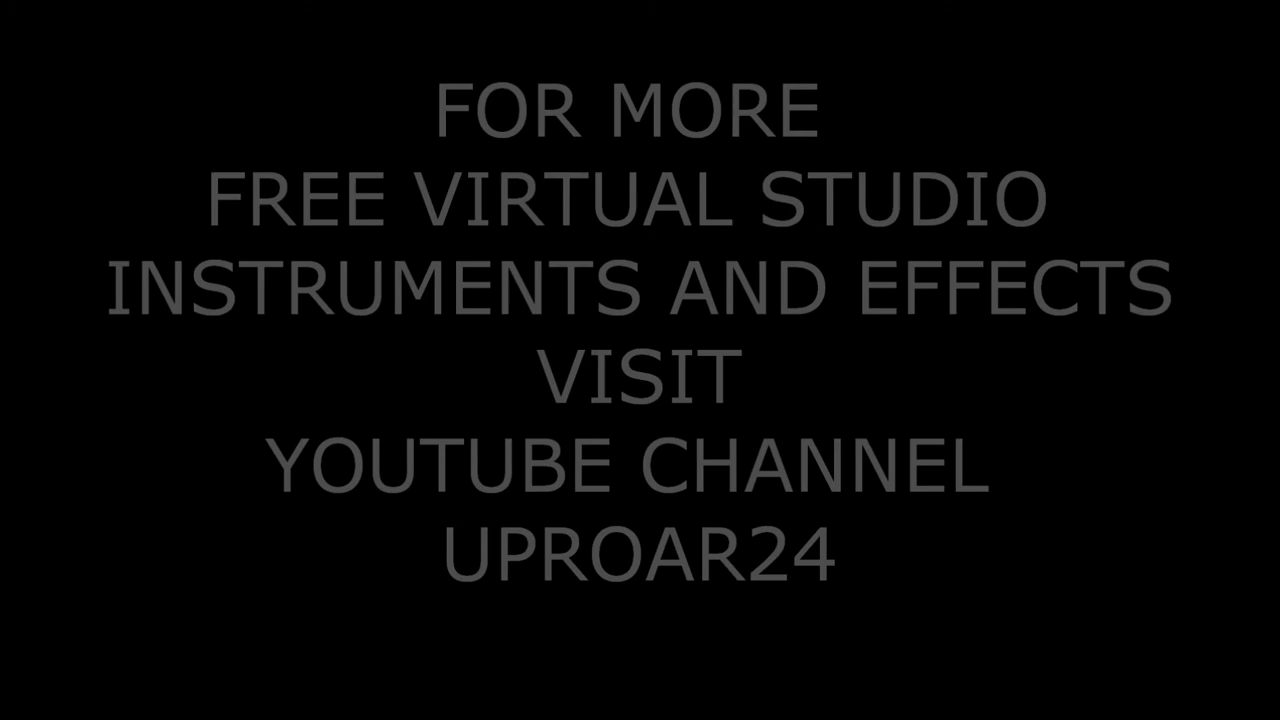 FOR MORE
FREE VIRTUAL STUDIO
INSTRUMENTS AND EFFECTS
VISIT
YOUTUBE CHANNEL
UPROAR24